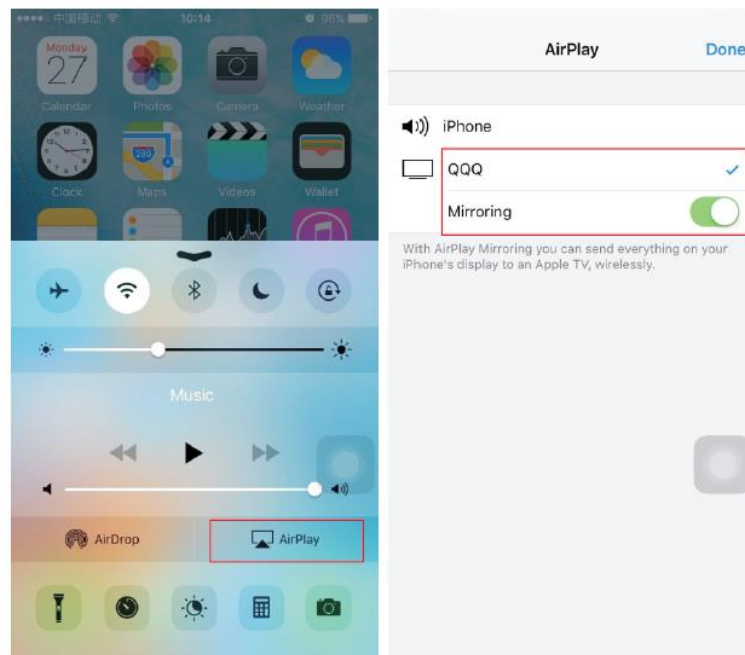 中国移动 10:14 96%
Monday
27
Calendar Photos Camera Weather
280
Clock Maps Videos Wallet
Music
AirDrop AirPlay
AirPlay Done
iPhone
QQQ
Mirroring
With AirPlay Mirroring you can send everything on your
iPhone's display to an Apple TV, wirelessly.